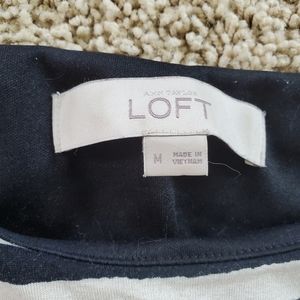 ANN TAYLOR
LOFT
M
MADE IN
VIETNAM